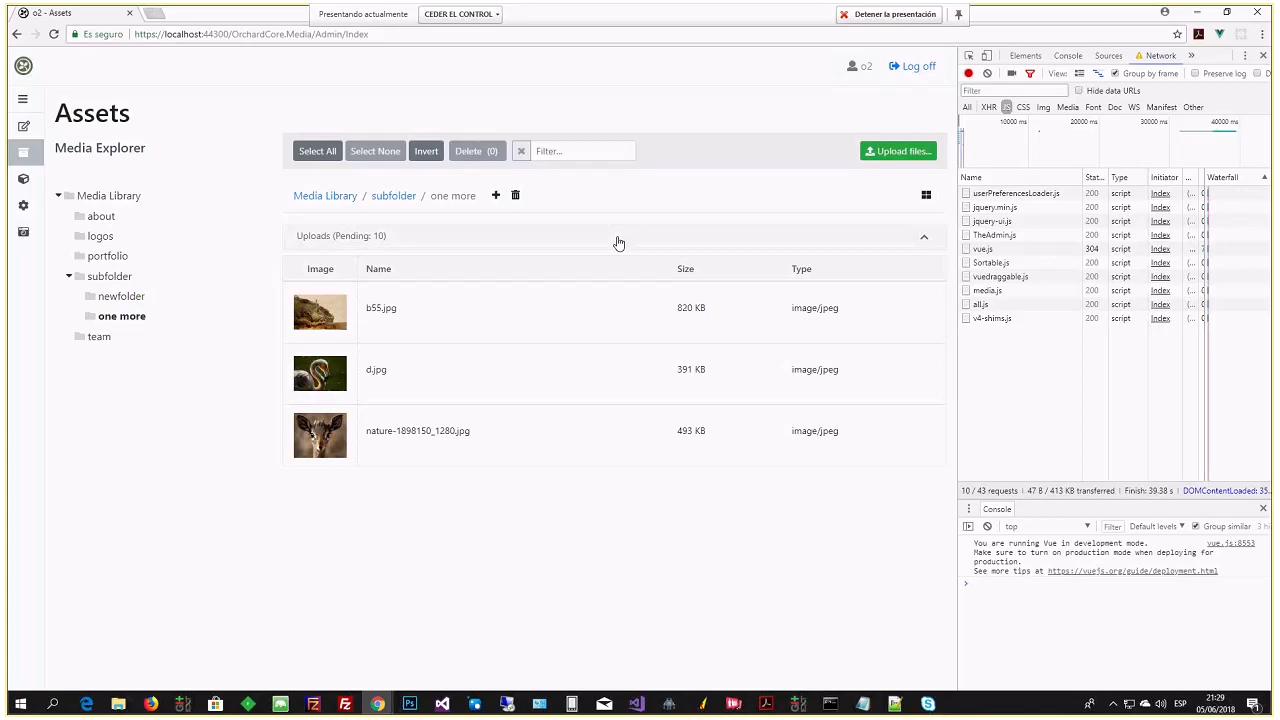 o2 - Assets
Presentando actualmente
CEDER EL CONTROL
Detener la presentación
Es seguro
https://localhost:44300/OrchardCore.Media/Admin/Index
o2
Log off
Assets
Media Explorer
Select All
Select None
Invert
Delete (0)
Filter...
Upload files...
Media Library
about
logos
portfolio
subfolder
newfolder
one more
team
Media Library / subfolder / one more
Uploads (Pending: 10)
Image Name Size Type
b55.jpg 820 KB image/jpeg
d.jpg 391 KB image/jpeg
nature-1898150_1280.jpg 493 KB image/jpeg
Elements Console Sources Network
View: Group by frame Preserve log
Filter Hide data URLs
All XHR JS CSS Img Media Font Doc WS Manifest Other
10000 ms 20000 ms 30000 ms 40000 ms
Name Stat... Type Initiator ... Waterfall
userPreferencesLoader.js 200 script Index (...
jquery.min.js 200 script Index (...
jquery-ui.js 200 script Index (...
TheAdmin.js 200 script Index (...
vue.js 304 script Index 7
Sortable.js 200 script Index (...
vuedraggable.js 200 script Index (...
media.js 200 script Index (...
all.js 200 script Index (...
v4-shims.js 200 script Index (...
10 / 43 requests | 47 B / 413 KB transferred | Finish: 39.38 s | DOMContentLoaded: 35...
Console
top Filter Default levels Group similar 3 hi
You are running Vue in development mode. vue.js:8553
Make sure to turn on production mode when deploying for
production.
See more tips at https://vuejs.org/guide/deployment.html
ESP
21:29
05/06/2018